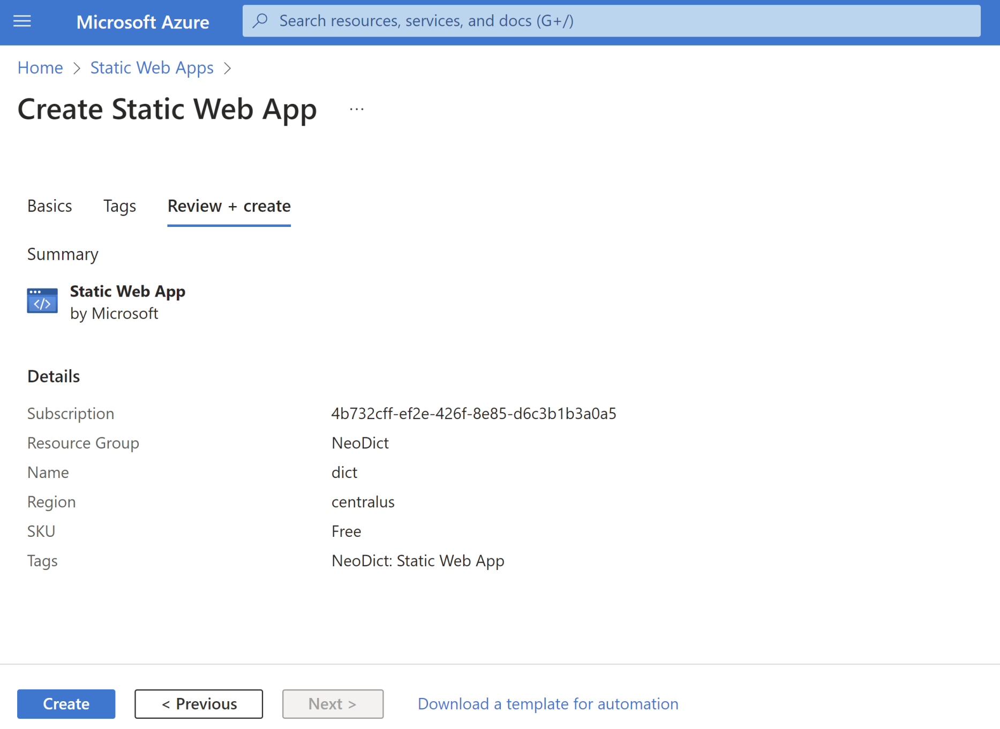 Microsoft Azure
Search resources, services, and docs (G+/)
Home > Static Web Apps >
Create Static Web App ...
Basics Tags Review + create
Summary
Static Web App
by Microsoft
Details
Subscription 4b732cff-ef2e-426f-8e85-d6c3b1b3a0a5
Resource Group NeoDict
Name dict
Region centralus
SKU Free
Tags NeoDict: Static Web App
Create < Previous Next > Download a template for automation